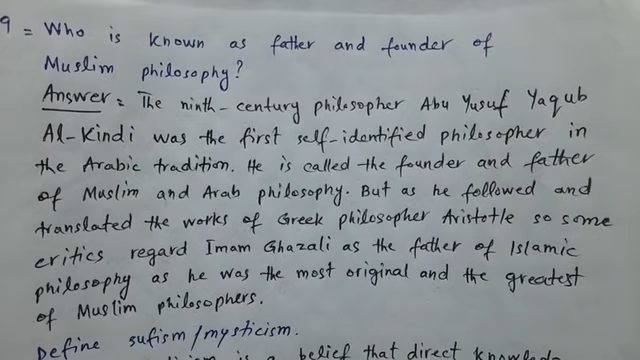 9 = Who is known as father and founder of
Muslim philosophy?
Answer = The ninth-century philosopher Abu Yusuf Yaqub
Al-Kindi was the first self-identified philosopher in
the Arabic tradition. He is called the founder and father
of Muslim and Arab philosophy. But as he followed and
translated the works of Greek philosopher Aristotle so some
critics regard Imam Ghazali as the father of Islamic
philosophy as he was the most original and the greatest
of Muslim philosophers.
Define sufism/mysticism.
is a belief that direct